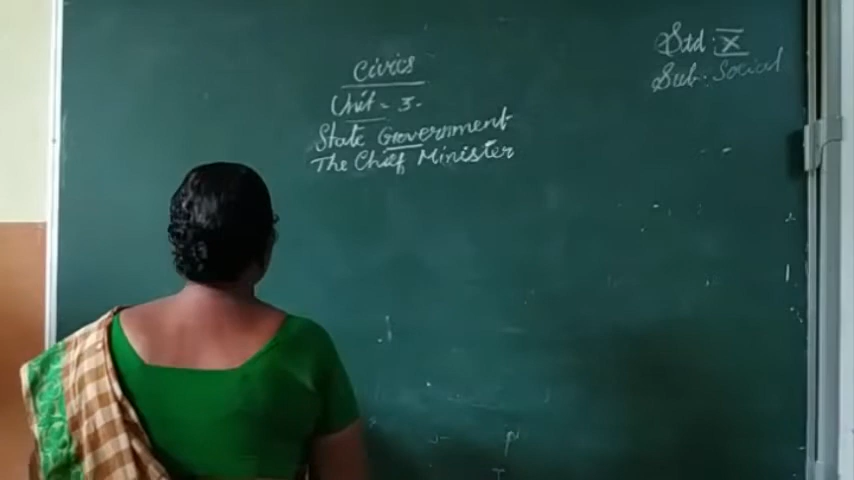 Civics
Unit - 3.
State Government
The Chief Minister
Std : X
Sub : Social